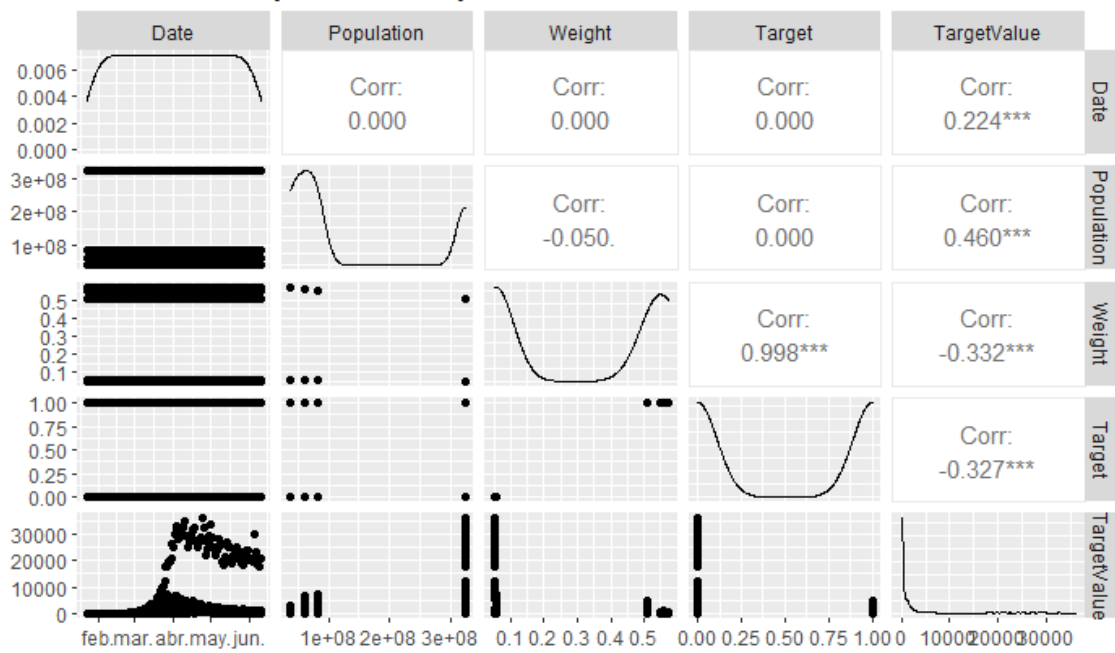 Date Population Weight Target TargetValue
0.006
0.004
0.002
0.000
Corr:
0.000
Corr:
0.000
Corr:
0.000
Corr:
0.224***
Date
3e+08
2e+08
1e+08
Corr:
-0.050.
Corr:
0.000
Corr:
0.460***
Population
0.5
0.4
0.3
0.2
0.1
Corr:
0.998***
Corr:
-0.332***
Weight
1.00
0.75
0.50
0.25
0.00
Corr:
-0.327***
Target
30000
20000
10000
0
TargetValue
feb.mar.abr.may.jun.
1e+08 2e+08 3e+08
0.1 0.2 0.3 0.4 0.5
0.00 0.25 0.50 0.75 1.00
0 10000 20000 30000